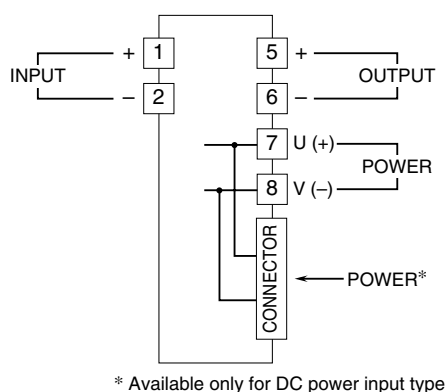 INPUT
+ 1
− 2
5 +
6 −
OUTPUT
7 U (+)
8 V (−)
POWER
CONNECTOR
POWER*
* Available only for DC power input type